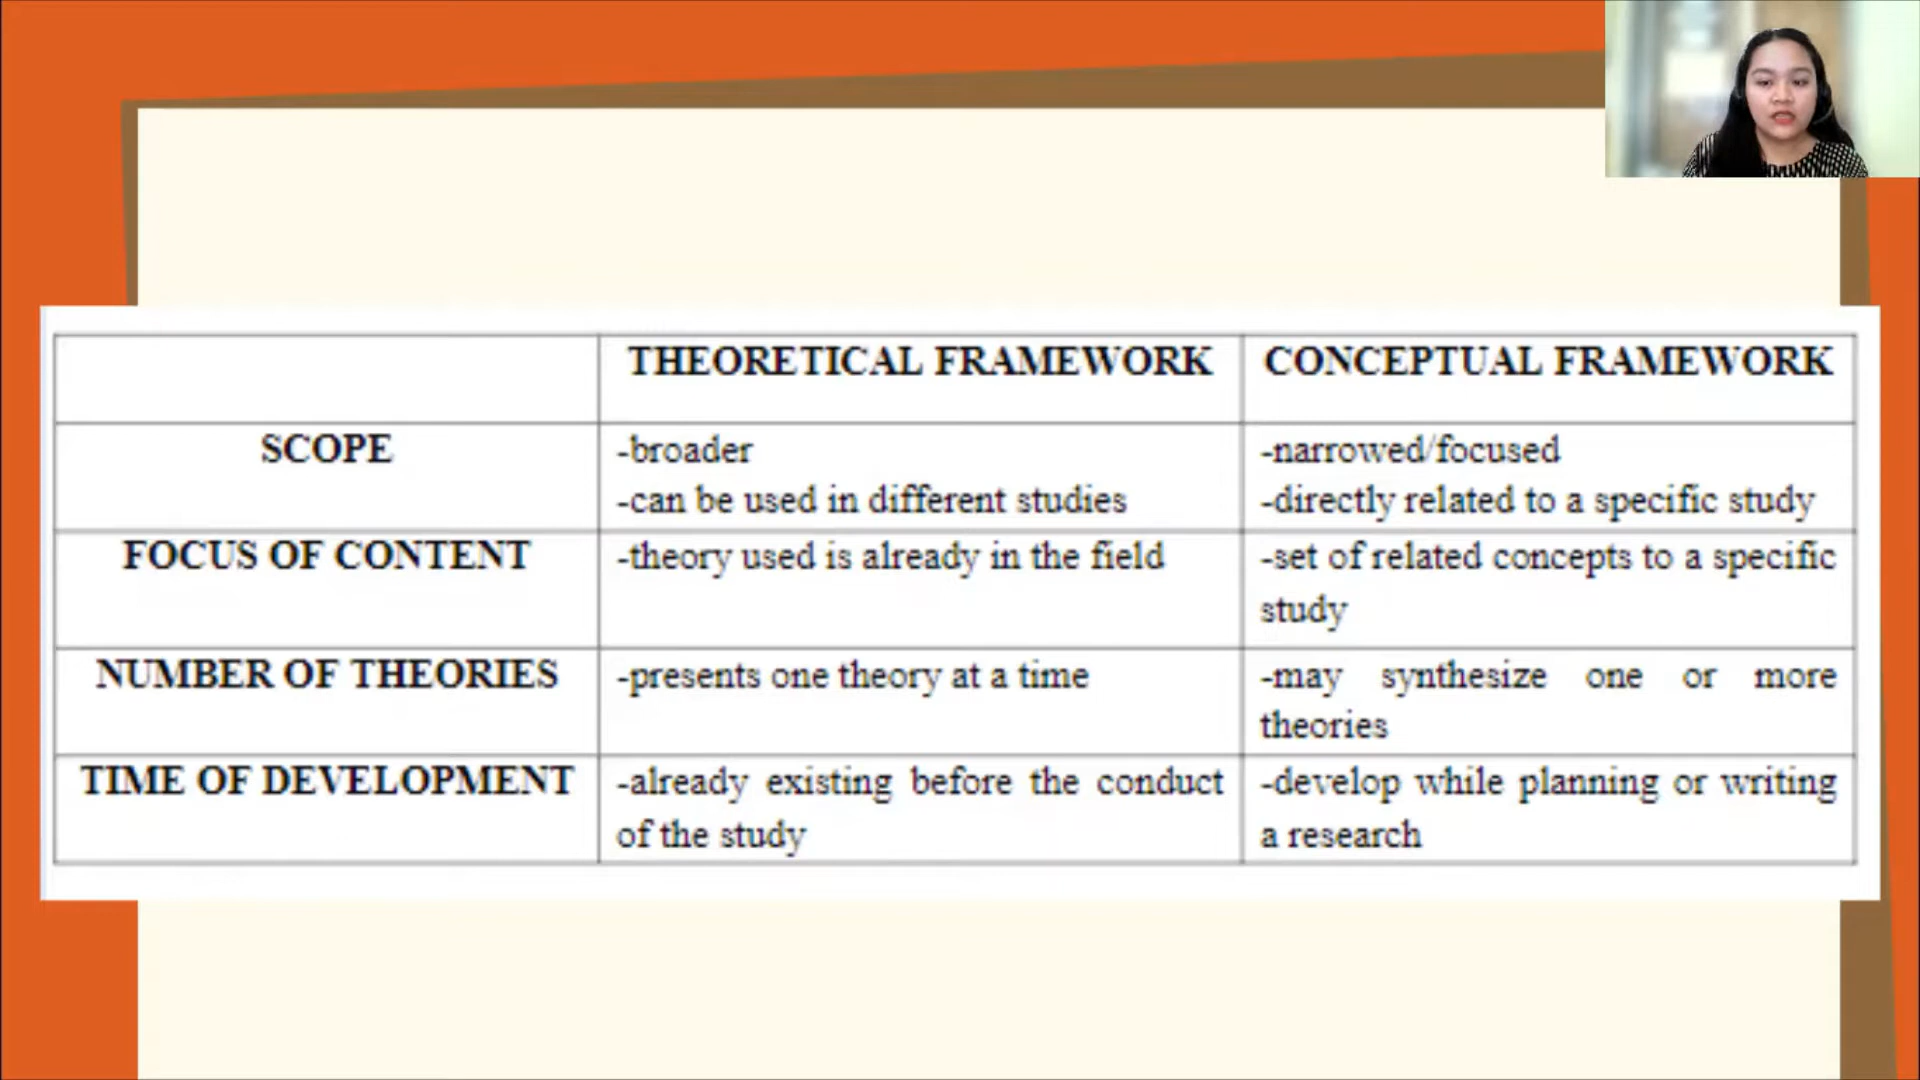 THEORETICAL FRAMEWORK
CONCEPTUAL FRAMEWORK
SCOPE
-broader
-can be used in different studies
-narrowed/focused
-directly related to a specific study
FOCUS OF CONTENT
-theory used is already in the field
-set of related concepts to a specific
study
NUMBER OF THEORIES
-presents one theory at a time
-may synthesize one or more
theories
TIME OF DEVELOPMENT
-already existing before the conduct
of the study
-develop while planning or writing
a research